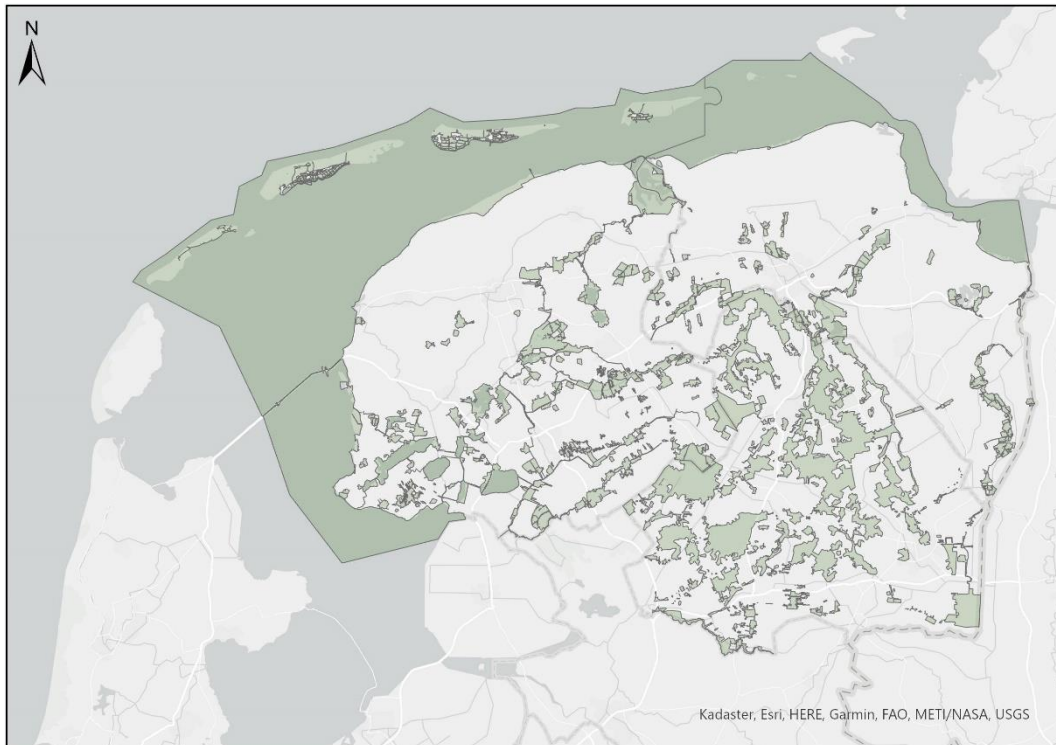 N
Kadaster, Esri, HERE, Garmin, FAO, METI/NASA, USGS